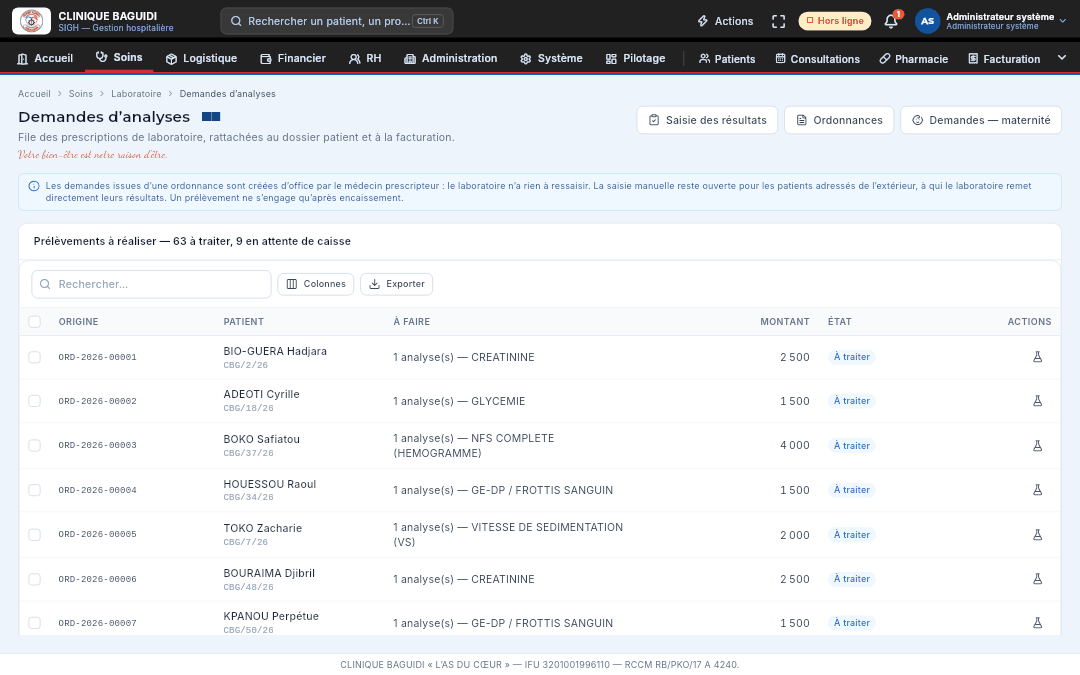 CLINIQUE BAGUIDI
SIGH — Gestion hospitalière
Rechercher un patient, un pro... Ctrl K
Actions
Hors ligne
1
AS
Administrateur système
Administrateur système
Accueil
Soins
Logistique
Financier
RH
Administration
Système
Pilotage
Patients
Consultations
Pharmacie
Facturation
Accueil > Soins > Laboratoire > Demandes d’analyses
Demandes d’analyses
File des prescriptions de laboratoire, rattachées au dossier patient et à la facturation.
Votre bien-être est notre raison d’être.
Saisie des résultats
Ordonnances
Demandes — maternité
Les demandes issues d’une ordonnance sont créées d’office par le médecin prescripteur : le laboratoire n’a rien à ressaisir. La saisie manuelle reste ouverte pour les patients adressés de l’extérieur, à qui le laboratoire remet
directement leurs résultats. Un prélèvement ne s’engage qu’après encaissement.
Prélèvements à réaliser — 63 à traiter, 9 en attente de caisse
Rechercher...
Colonnes
Exporter
ORIGINE PATIENT À FAIRE MONTANT ÉTAT ACTIONS
ORD-2026-00001 BIO-GUERA Hadjara 1 analyse(s) — CREATININE 2 500 À traiter
CBG/2/26
ORD-2026-00002 ADEOTI Cyrille 1 analyse(s) — GLYCEMIE 1 500 À traiter
CBG/18/26
ORD-2026-00003 BOKO Safiatou 1 analyse(s) — NFS COMPLETE 4 000 À traiter
CBG/37/26 (HEMOGRAMME)
ORD-2026-00004 HOUESSOU Raoul 1 analyse(s) — GE-DP / FROTTIS SANGUIN 1 500 À traiter
CBG/34/26
ORD-2026-00005 TOKO Zacharie 1 analyse(s) — VITESSE DE SEDIMENTATION 2 000 À traiter
CBG/7/26 (VS)
ORD-2026-00006 BOURAIMA Djibril 1 analyse(s) — CREATININE 2 500 À traiter
CBG/48/26
ORD-2026-00007 KPANOU Perpétue 1 analyse(s) — GE-DP / FROTTIS SANGUIN 1 500 À traiter
CBG/50/26
CLINIQUE BAGUIDI « L’AS DU CŒUR » — IFU 3201001996110 — RCCM RB/PKO/17 A 4240.